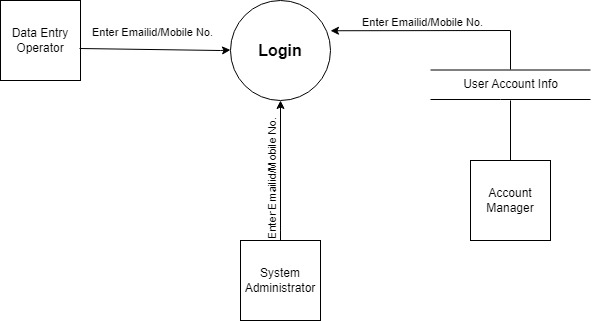 Data Entry
Operator
Enter Emailid/Mobile No.
Login
Enter Emailid/Mobile No.
User Account Info
Account
Manager
Enter Emailid/Mobile No.
System
Administrator